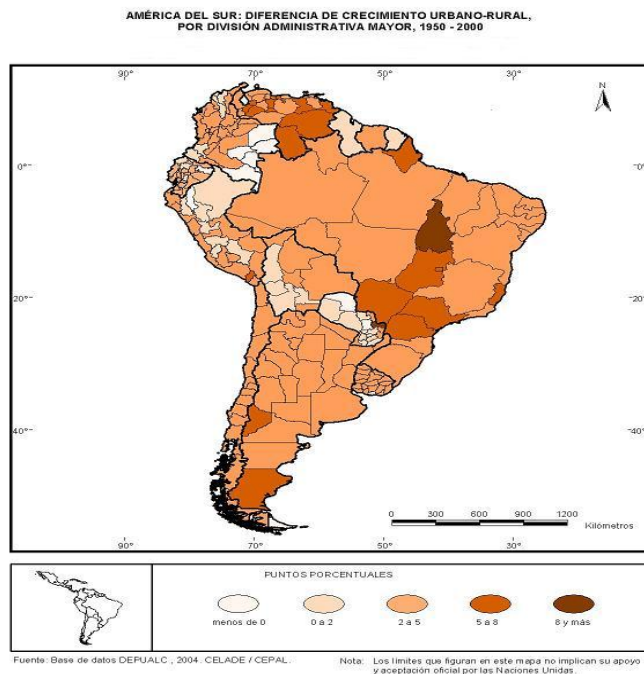 AMÉRICA DEL SUR: DIFERENCIA DE CRECIMIENTO URBANO-RURAL,
POR DIVISIÓN ADMINISTRATIVA MAYOR, 1950 - 2000
90° 70° 50° 30°
N
0° 0°
20° 20°
40° 40°
0 300 600 900 1200
Kilómetros
90° 70° 50° 30°
PUNTOS PORCENTUALES
menos de 0 0 a 2 2 a 5 5 a 8 8 y más
Fuente: Base de datos DEPUALC , 2004. CELADE / CEPAL. Nota: Los límites que figuran en este mapa no implican su apoyo
y aceptación oficial por las Naciones Unidas.